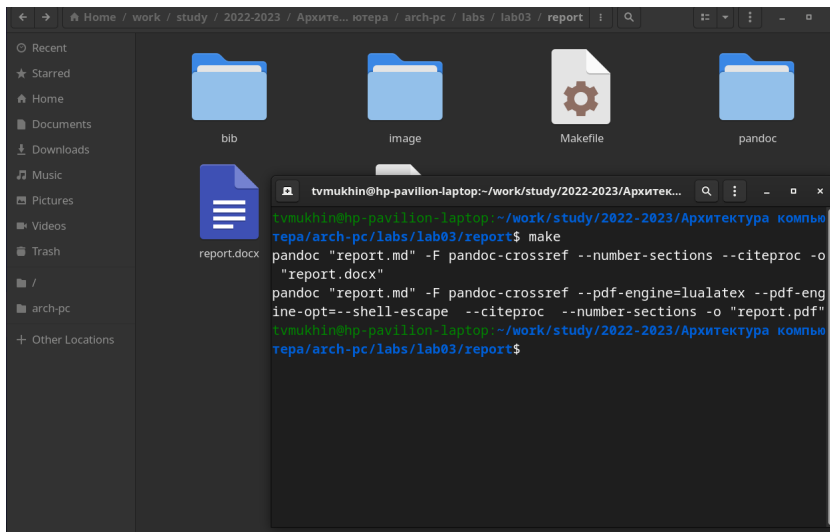 Home / work / study / 2022-2023 / Архите… ютера / arch-pc / labs / lab03 / report
Recent
Starred
Home
Documents
Downloads
Music
Pictures
Videos
Trash
/
arch-pc
+ Other Locations
bib
image
Makefile
pandoc
report.docx
tvmukhin@hp-pavilion-laptop:~/work/study/2022-2023/Архитек...
tvmukhin@hp-pavilion-laptop:~/work/study/2022-2023/Архитектура компью
тера/arch-pc/labs/lab03/report$ make
pandoc "report.md" -F pandoc-crossref --number-sections --citeproc -o
"report.docx"
pandoc "report.md" -F pandoc-crossref --pdf-engine=lualatex --pdf-eng
ine-opt=--shell-escape  --citeproc  --number-sections -o "report.pdf"
tvmukhin@hp-pavilion-laptop:~/work/study/2022-2023/Архитектура компью
тера/arch-pc/labs/lab03/report$